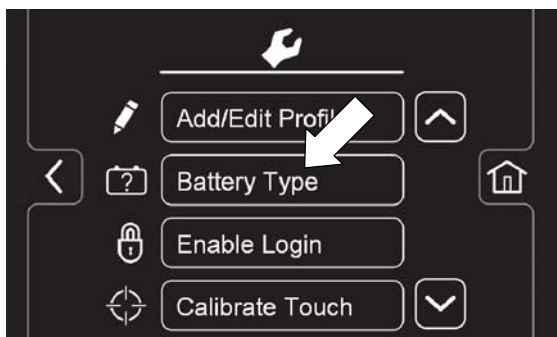 Add/Edit Profil
Battery Type
Enable Login
Calibrate Touch